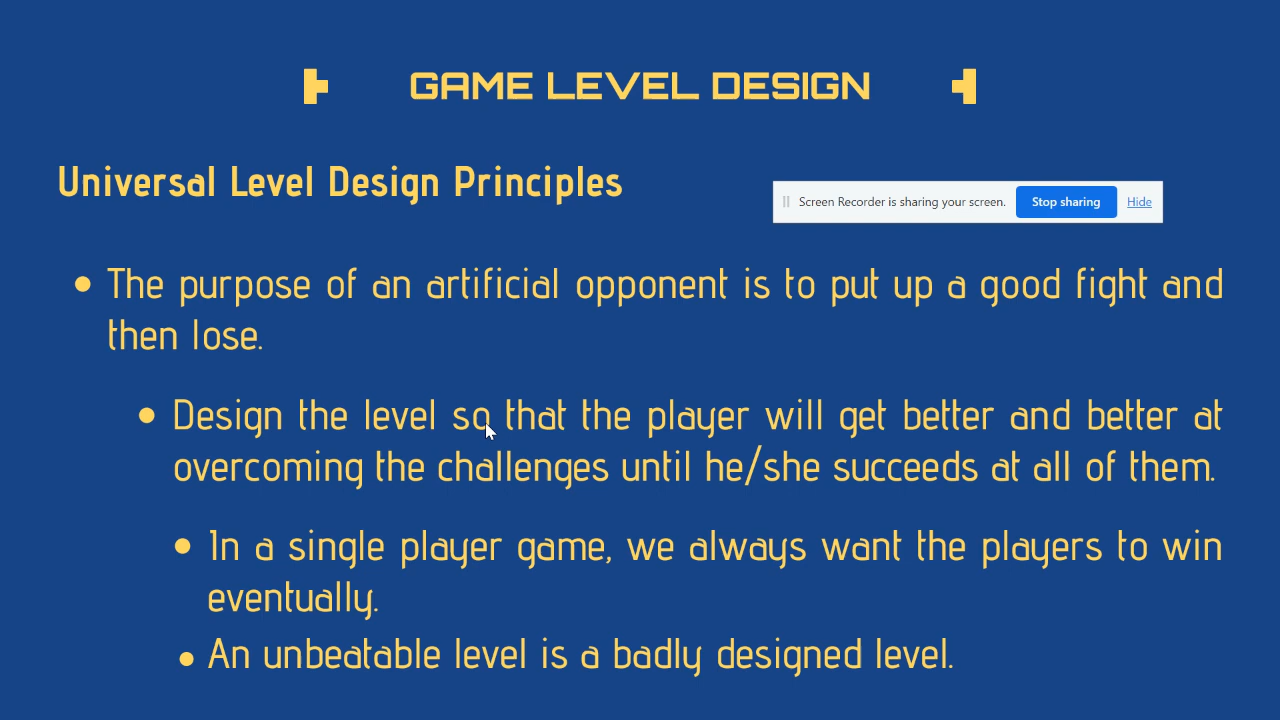 GAME LEVEL DESIGN
Universal Level Design Principles
Screen Recorder is sharing your screen. Stop sharing Hide
The purpose of an artificial opponent is to put up a good fight and
then lose.
Design the level so that the player will get better and better at
overcoming the challenges until he/she succeeds at all of them.
In a single player game, we always want the players to win
eventually.
An unbeatable level is a badly designed level.